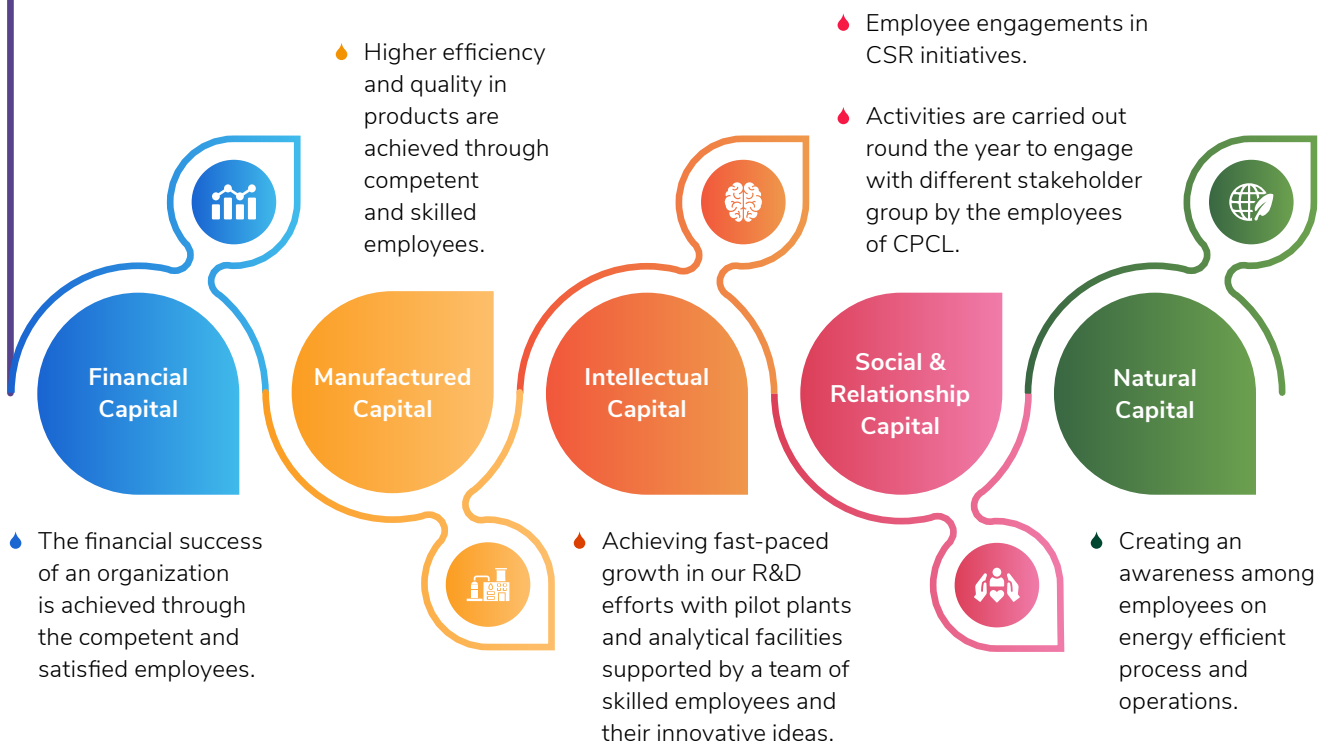 Higher efficiency
and quality in
products are
achieved through
competent
and skilled
employees.
Employee engagements in
CSR initiatives.
Activities are carried out
round the year to engage
with different stakeholder
group by the employees
of CPCL.
Financial
Capital
Manufactured
Capital
Intellectual
Capital
Social &
Relationship
Capital
Natural
Capital
The financial success
of an organization
is achieved through
the competent and
satisfied employees.
Achieving fast-paced
growth in our R&D
efforts with pilot plants
and analytical facilities
supported by a team of
skilled employees and
their innovative ideas.
Creating an
awareness among
employees on
energy efficient
process and
operations.